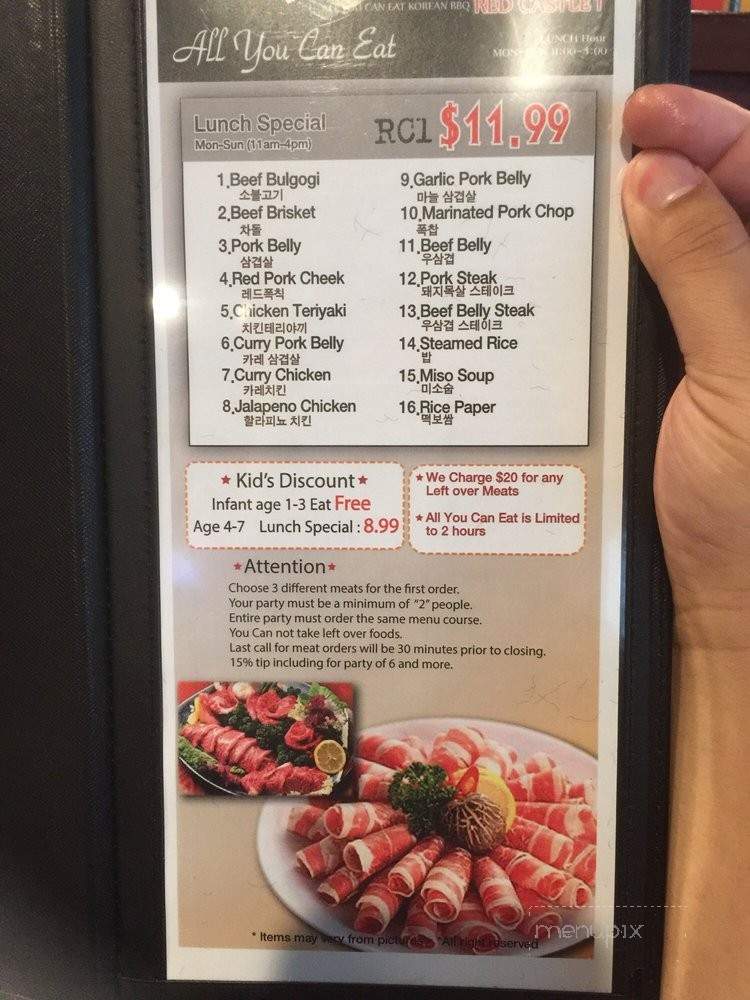 CAN EAT KOREAN BBQ RED CASTLE 1
All You Can Eat
LUNCH Hour
Lunch Special
Mon-Sun (11am-4pm)
RC1 $11.99
1.Beef Bulgogi
소불고기
2.Beef Brisket
차돌
3.Pork Belly
삼겹살
4.Red Pork Cheek
레드폭칙
5.Chicken Teriyaki
치킨테리야끼
6.Curry Pork Belly
카레 삼겹살
7.Curry Chicken
카레치킨
8.Jalapeno Chicken
할라피뇨 치킨
9.Garlic Pork Belly
마늘 삼겹살
10.Marinated Pork Chop
폭찹
11.Beef Belly
우삼겹
12.Pork Steak
돼지목살 스테이크
13.Beef Belly Steak
우삼겹 스테이크
14.Steamed Rice
밥
15.Miso Soup
미소숩
16.Rice Paper
떡보쌈
★ Kid's Discount ★
Infant age 1-3 Eat Free
Age 4-7 Lunch Special : 8.99
★ We Charge $20 for any
Left over Meats
★ All You Can Eat is Limited
to 2 hours
★Attention★
Choose 3 different meats for the first order.
Your party must be a minimum of "2" people.
Entire party must order the same menu course.
You Can not take left over foods.
Last call for meat orders will be 30 minutes prior to closing.
15% tip including for party of 6 and more.
* Items may vary from pictures. *All right reserved
menupix